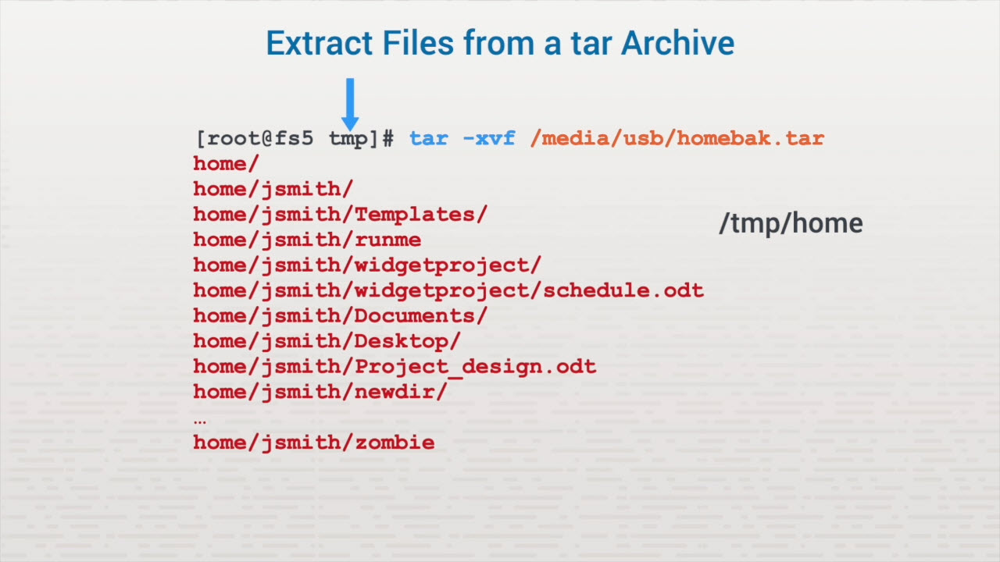 Extract Files from a tar Archive
[root@fs5 tmp]# tar -xvf /media/usb/homebak.tar
home/
home/jsmith/
home/jsmith/Templates/
/tmp/home
home/jsmith/runme
home/jsmith/widgetproject/
home/jsmith/widgetproject/schedule.odt
home/jsmith/Documents/
home/jsmith/Desktop/
home/jsmith/Project_design.odt
home/jsmith/newdir/
…
home/jsmith/zombie